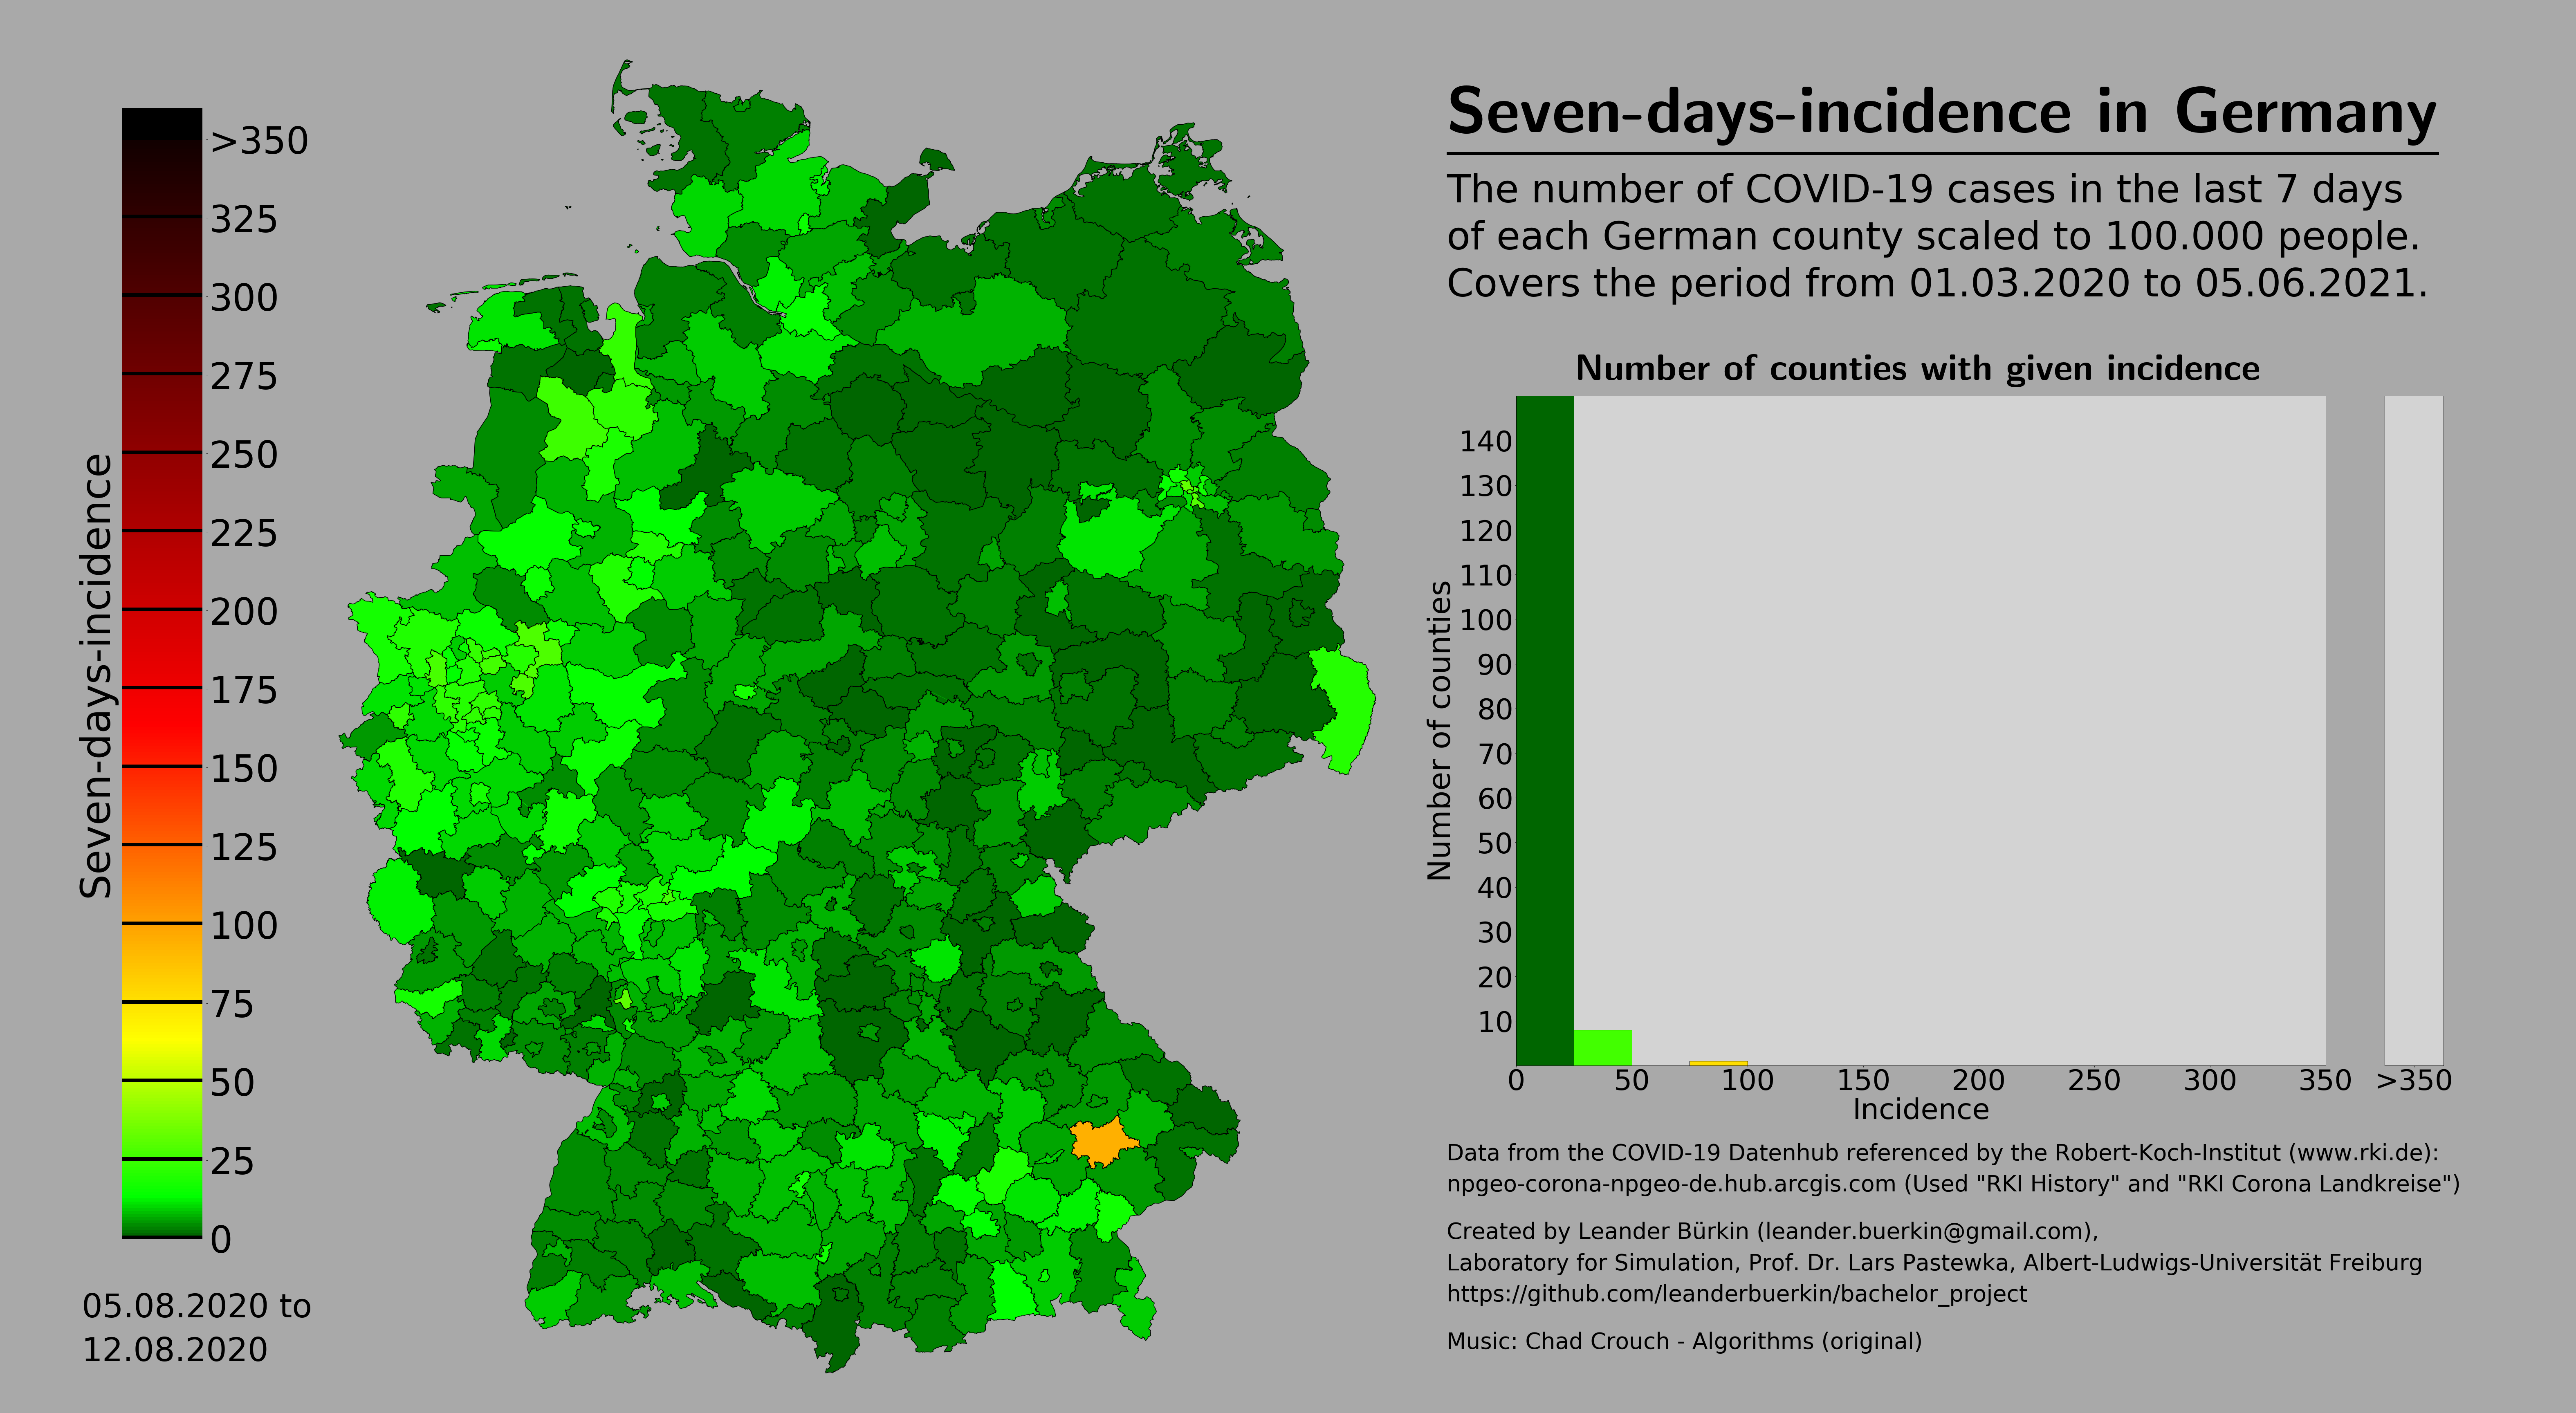 Seven-days-incidence in Germany
The number of COVID-19 cases in the last 7 days
of each German county scaled to 100.000 people.
Covers the period from 01.03.2020 to 05.06.2021.
Seven-days-incidence
>350
325
300
275
250
225
200
175
150
125
100
75
50
25
0
05.08.2020 to
12.08.2020
Number of counties with given incidence
Number of counties
140
130
120
110
100
90
80
70
60
50
40
30
20
10
0 50 100 150 200 250 300 350 >350
Incidence
Data from the COVID-19 Datenhub referenced by the Robert-Koch-Institut (www.rki.de):
npgeo-corona-npgeo-de.hub.arcgis.com (Used "RKI History" and "RKI Corona Landkreise")
Created by Leander Bürkin (leander.buerkin@gmail.com),
Laboratory for Simulation, Prof. Dr. Lars Pastewka, Albert-Ludwigs-Universität Freiburg
https://github.com/leanderbuerkin/bachelor_project
Music: Chad Crouch - Algorithms (original)